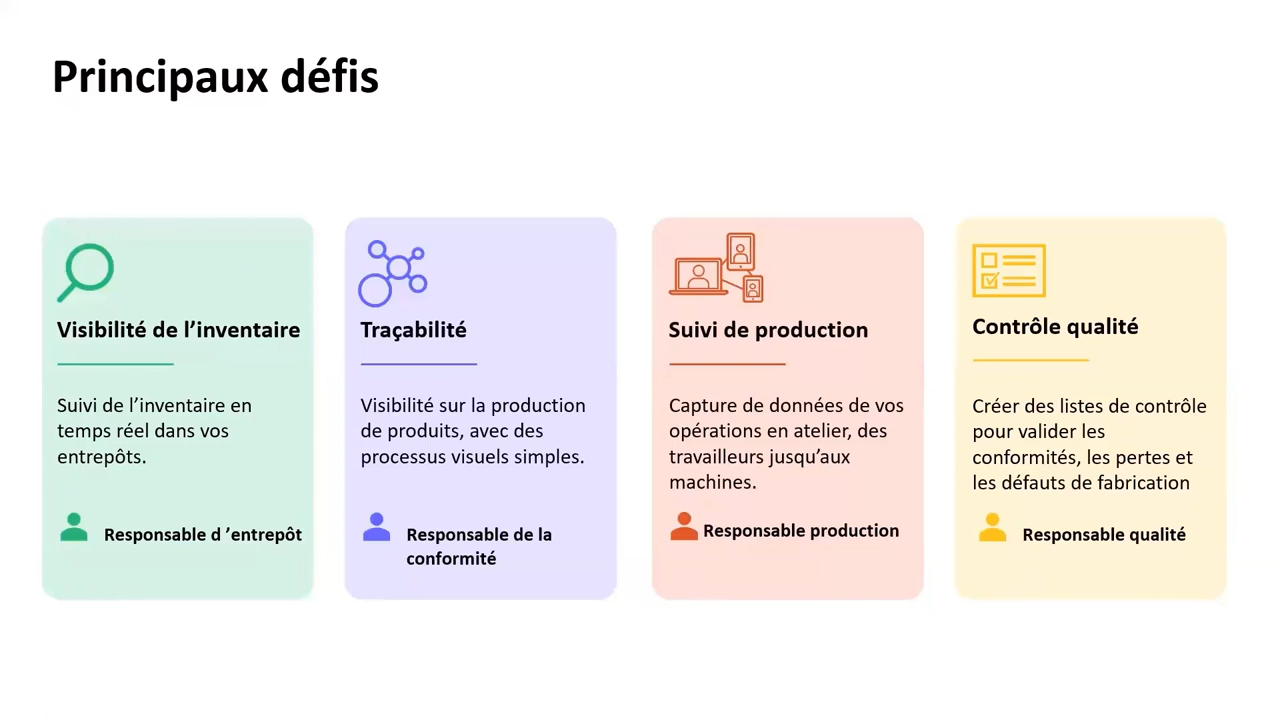 Principaux défis
Visibilité de l’inventaire
Suivi de l’inventaire en
temps réel dans vos
entrepôts.
Responsable d ’entrepôt
Traçabilité
Visibilité sur la production
de produits, avec des
processus visuels simples.
Responsable de la
conformité
Suivi de production
Capture de données de vos
opérations en atelier, des
travailleurs jusqu’aux
machines.
Responsable production
Contrôle qualité
Créer des listes de contrôle
pour valider les
conformités, les pertes et
les défauts de fabrication
Responsable qualité